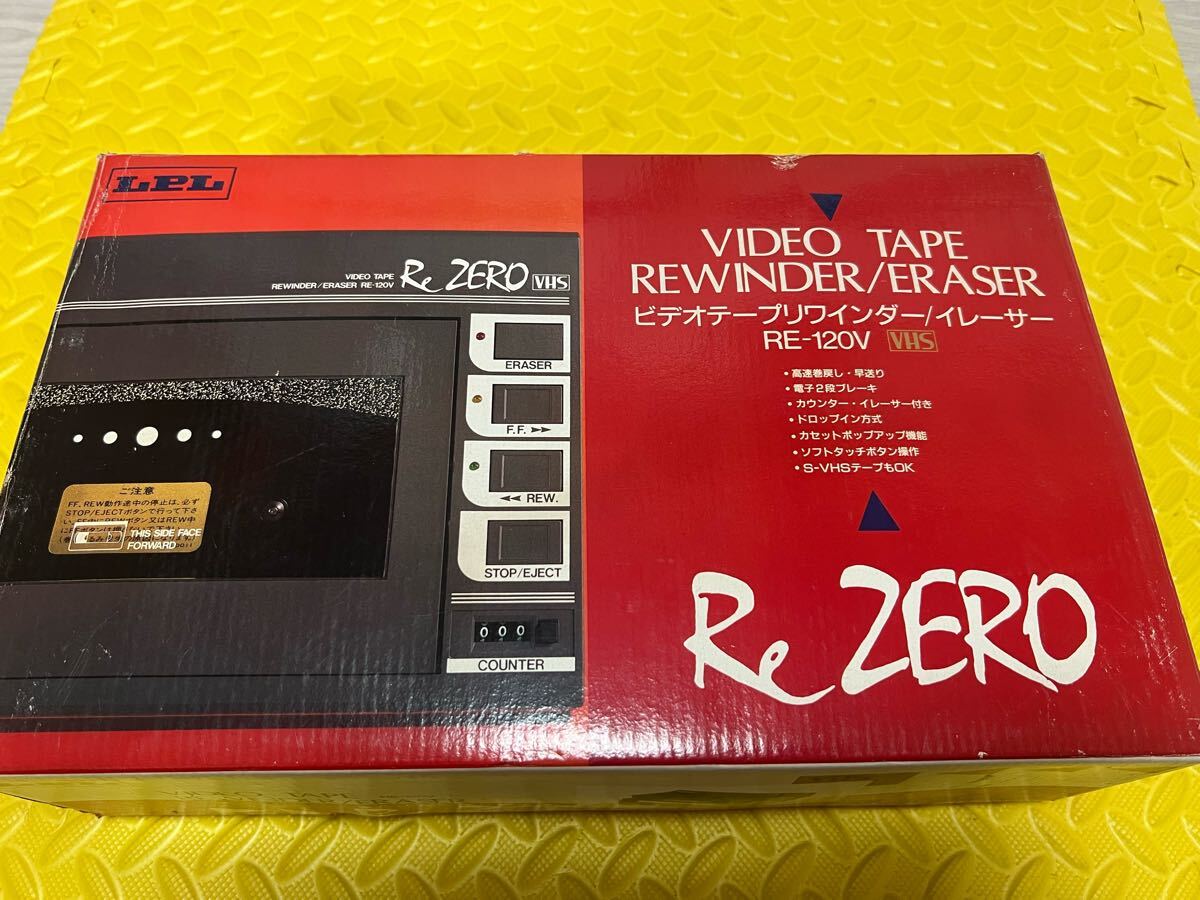 LPL
VIDEO TAPE
REWINDER/ERASER RE-120V
Re ZERO
VHS
ERASER
F.F. ►►
◄◄ REW.
STOP/EJECT
000
COUNTER
ご注意
FF, REW動作途中の停止は、必ず
STOP/EJECTボタンで行って下さ
THIS SIDE FACE
FORWARD
VIDEO TAPE
REWINDER/ERASER
ビデオテープリワインダー/イレーサー
RE-120V VHS
・高速巻戻し・早送り
・電子2段ブレーキ
・カウンター・イレーサー付き
・ドロップイン方式
・カセットポップアップ機能
・ソフトタッチボタン操作
・S-VHSテープもOK
Re ZERO